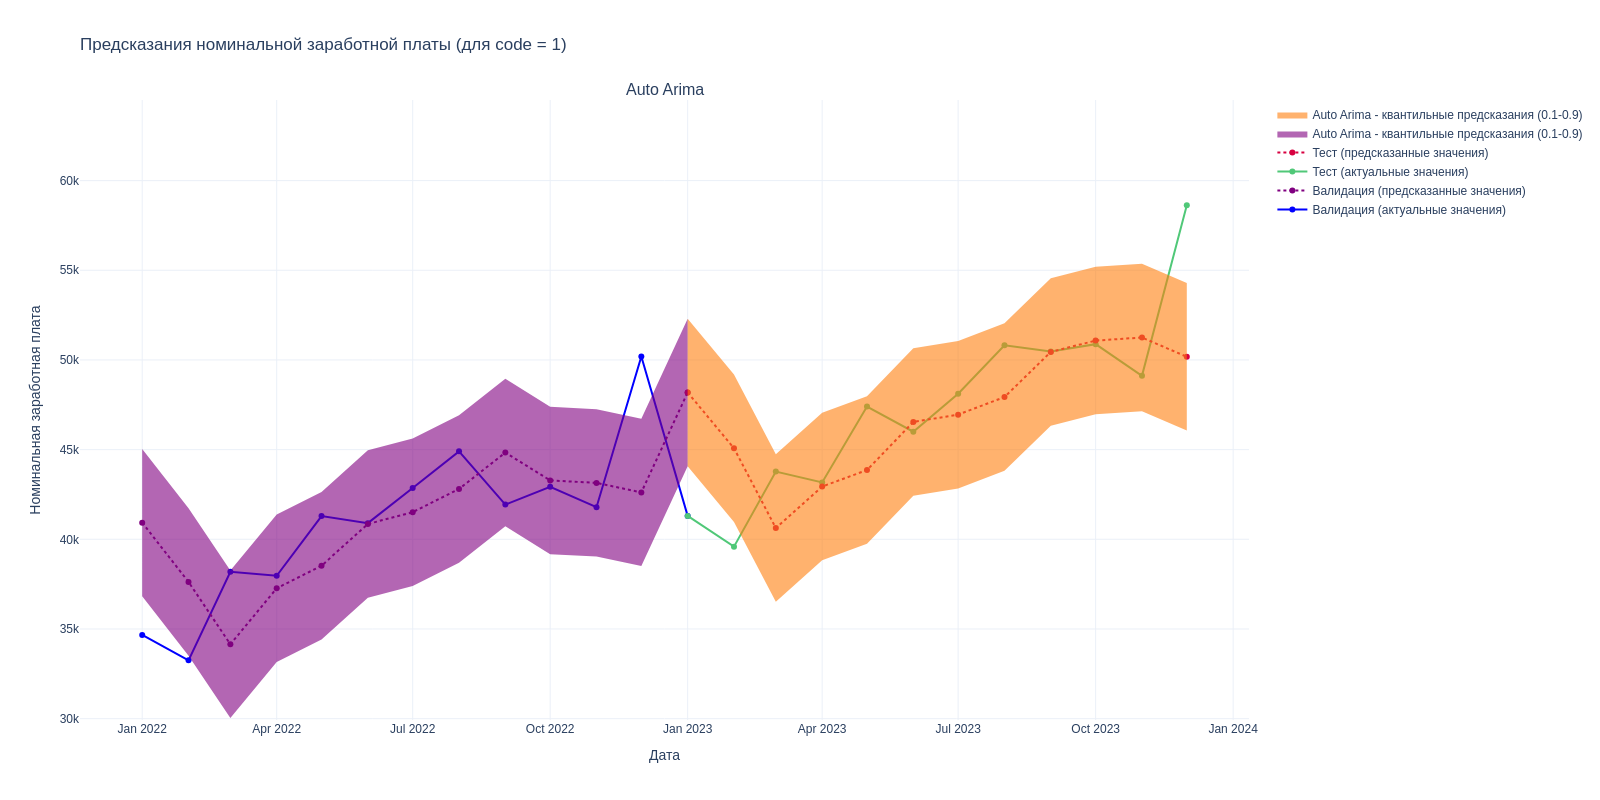 Предсказания номинальной заработной платы (для code = 1)
Auto Arima
Auto Arima - квантильные предсказания (0.1-0.9)
Auto Arima - квантильные предсказания (0.1-0.9)
Тест (предсказанные значения)
Тест (актуальные значения)
Валидация (предсказанные значения)
Валидация (актуальные значения)
Номинальная заработная плата
60k
55k
50k
45k
40k
35k
30k
Jan 2022
Apr 2022
Jul 2022
Oct 2022
Jan 2023
Apr 2023
Jul 2023
Oct 2023
Jan 2024
Дата